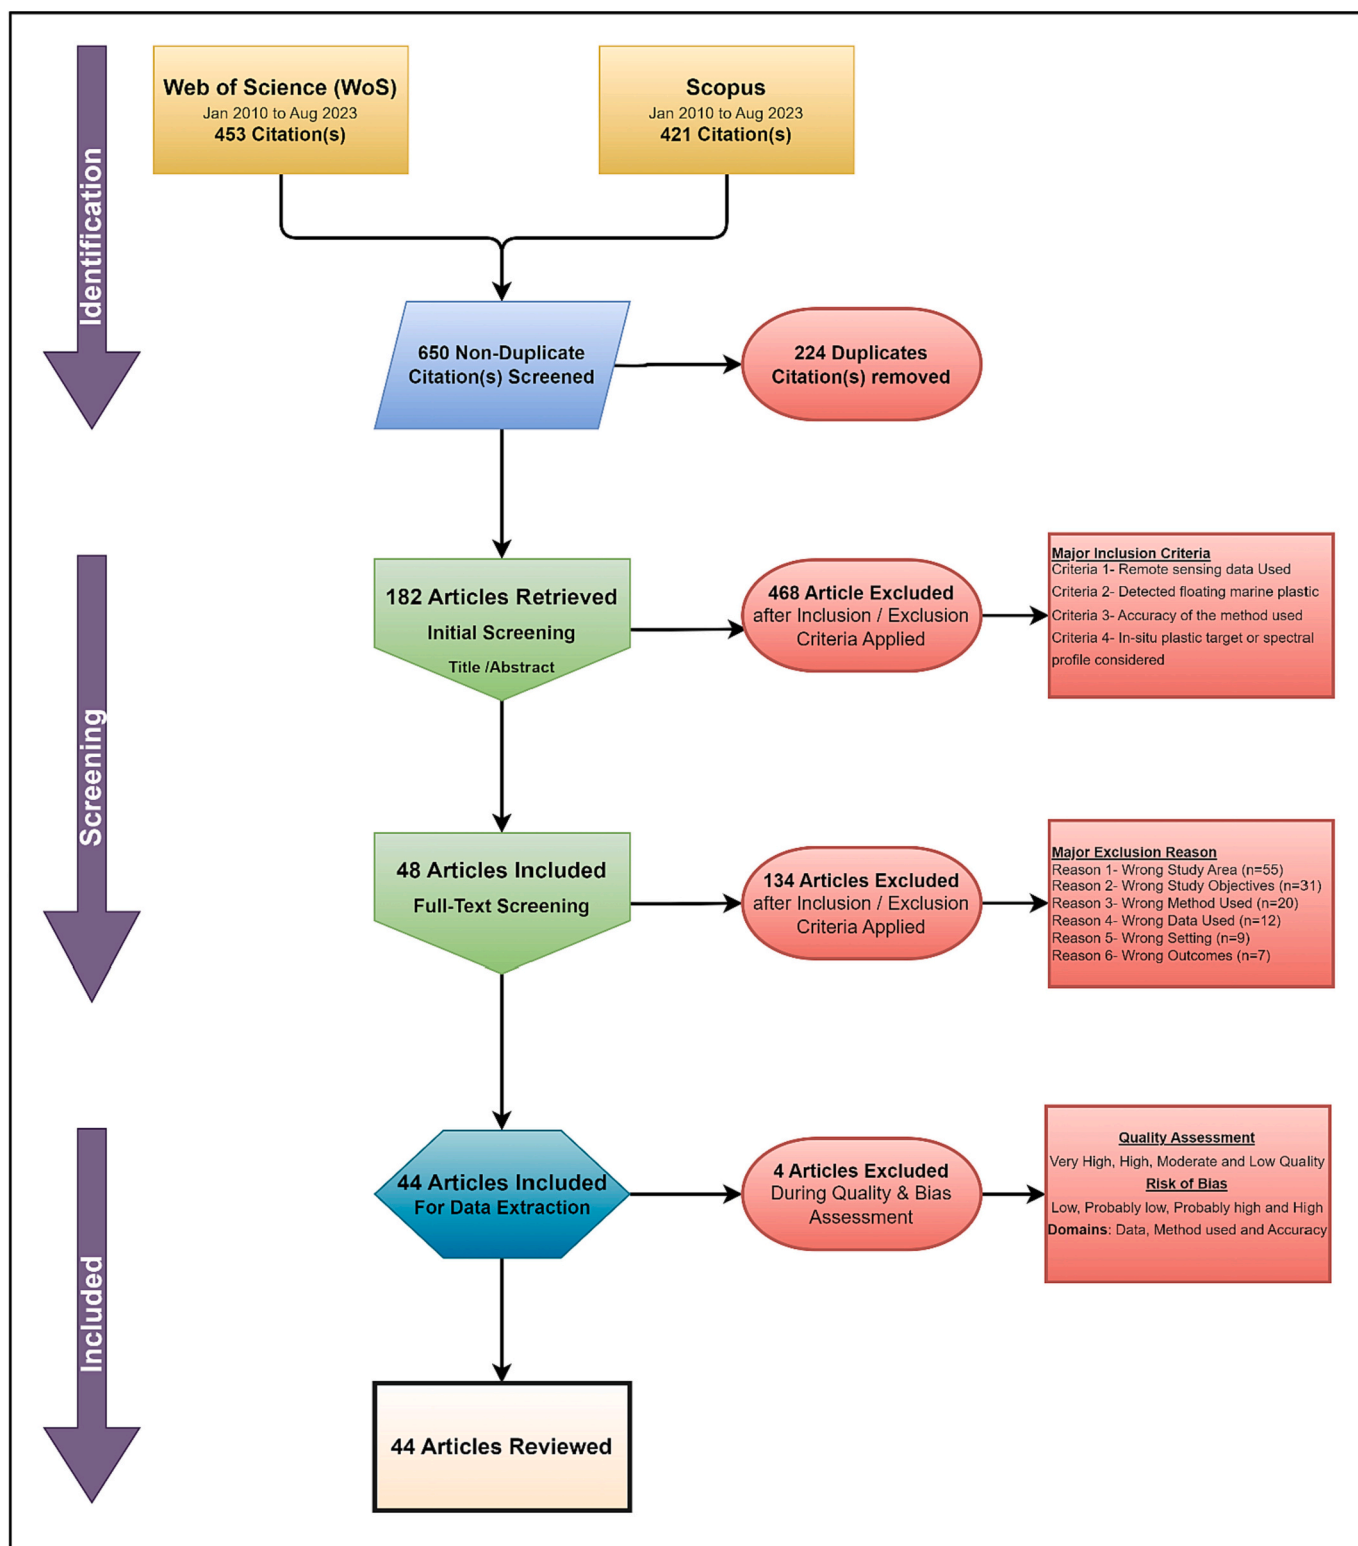 Identification
Web of Science (WoS)
Jan 2010 to Aug 2023
453 Citation(s)
Scopus
Jan 2010 to Aug 2023
421 Citation(s)
650 Non-Duplicate
Citation(s) Screened
224 Duplicates
Citation(s) removed
Screening
182 Articles Retrieved
Initial Screening
Title /Abstract
468 Article Excluded
after Inclusion / Exclusion
Criteria Applied
Major Inclusion Criteria
Criteria 1- Remote sensing data Used
Criteria 2- Detected floating marine plastic
Criteria 3- Accuracy of the method used
Criteria 4- In-situ plastic target or spectral
profile considered
48 Articles Included
Full-Text Screening
134 Articles Excluded
after Inclusion / Exclusion
Criteria Applied
Major Exclusion Reason
Reason 1- Wrong Study Area (n=55)
Reason 2- Wrong Study Objectives (n=31)
Reason 3- Wrong Method Used (n=20)
Reason 4- Wrong Data Used (n=12)
Reason 5- Wrong Setting (n=9)
Reason 6- Wrong Outcomes (n=7)
Included
44 Articles Included
For Data Extraction
4 Articles Excluded
During Quality & Bias
Assessment
Quality Assessment
Very High, High, Moderate and Low Quality
Risk of Bias
Low, Probably low, Probably high and High
Domains: Data, Method used and Accuracy
44 Articles Reviewed